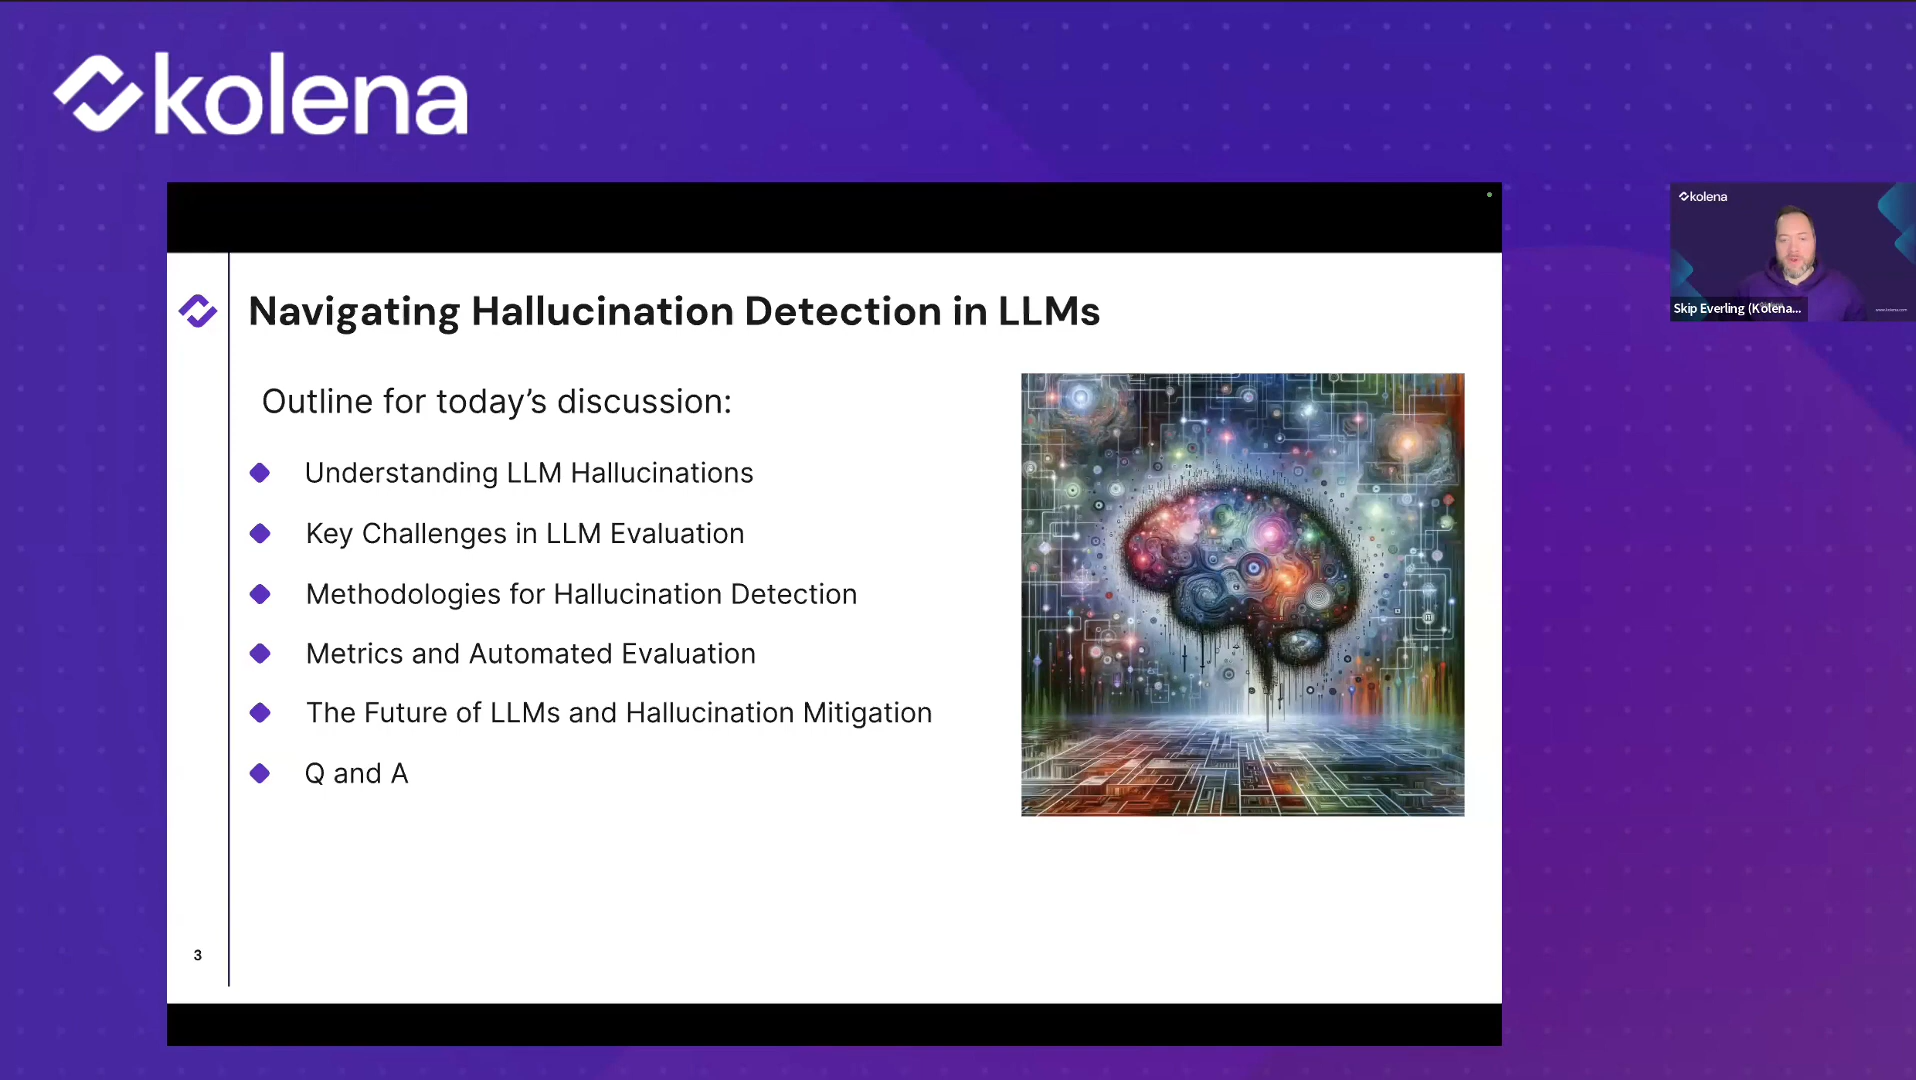 kolena
kolena
Skip Everling (Kolena...
Navigating Hallucination Detection in LLMs
Outline for today’s discussion:
Understanding LLM Hallucinations
Key Challenges in LLM Evaluation
Methodologies for Hallucination Detection
Metrics and Automated Evaluation
The Future of LLMs and Hallucination Mitigation
Q and A
3